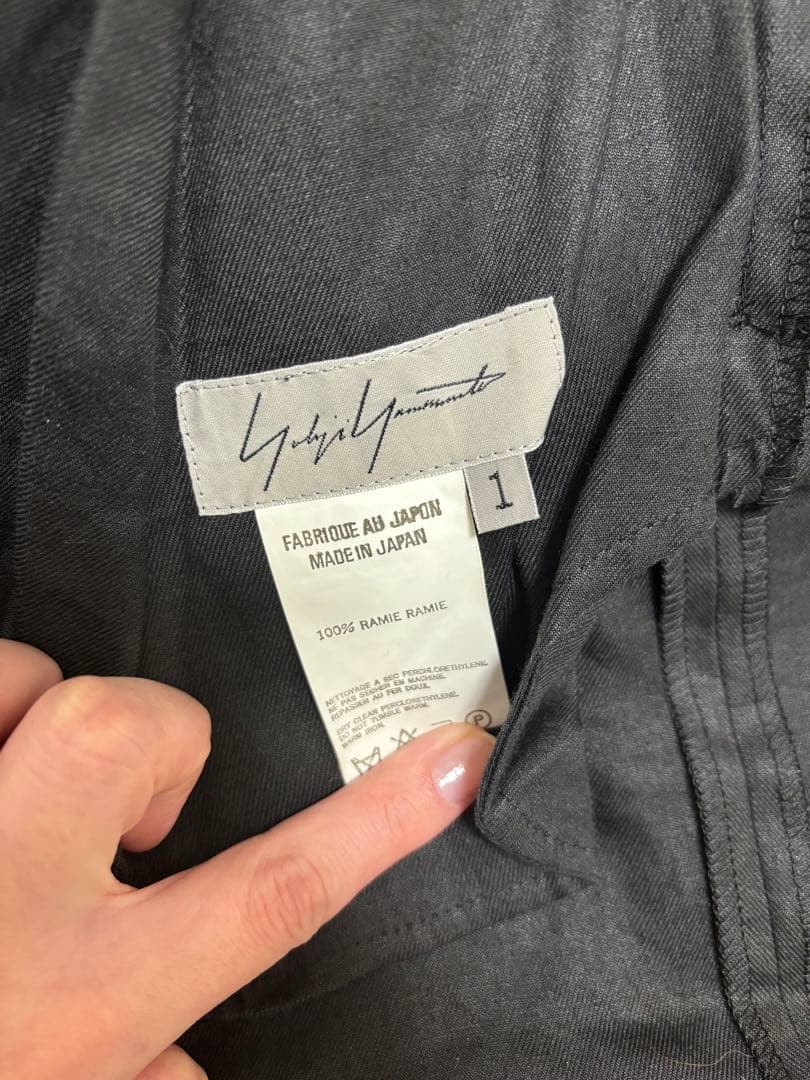 Yohji Yamamoto
1
FABRIQUE AU JAPON
MADE IN JAPAN
100% RAMIE RAMIE
NETTOYAGE A SEC PERCHLORETHYLENE.
NE PAS SECHER EN MACHINE.
REPASSER AU FER DOUX.
DRY CLEAN PERCLORETHYLENE.
DO NOT TUMBLE WARM.
WARM IRON.
P